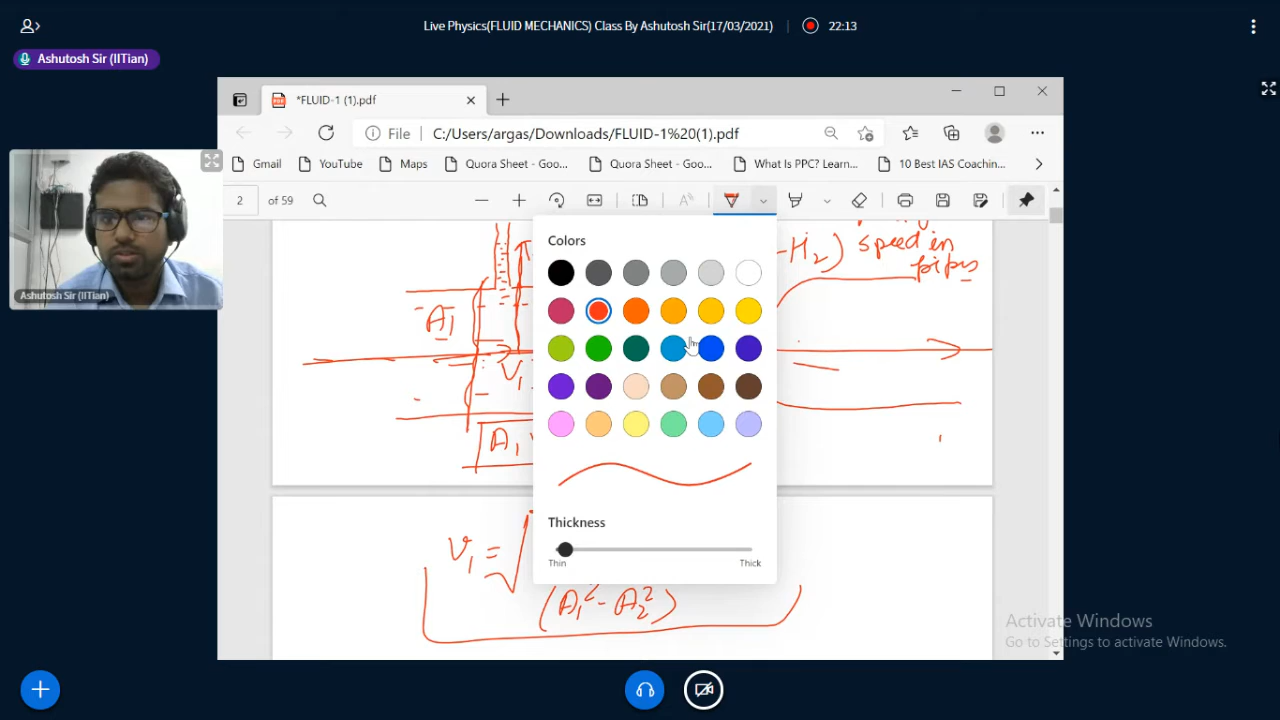 Live Physics(FLUID MECHANICS) Class By Ashutosh Sir(17/03/2021)
22:13
Ashutosh Sir (IITian)
*FLUID-1 (1).pdf
File
C:/Users/argas/Downloads/FLUID-1%20(1).pdf
Gmail
YouTube
Maps
Quora Sheet - Goo...
Quora Sheet - Goo...
What Is PPC? Learn...
10 Best IAS Coachin...
2 of 59
Colors
-H₂)
speed in
pipes
A₁
V₁
A₁
Ashutosh Sir (IITian)
Thickness
Thin
Thick
V₁ = √
(A₁² - A₂²)
Activate Windows
Go to Settings to activate Windows.